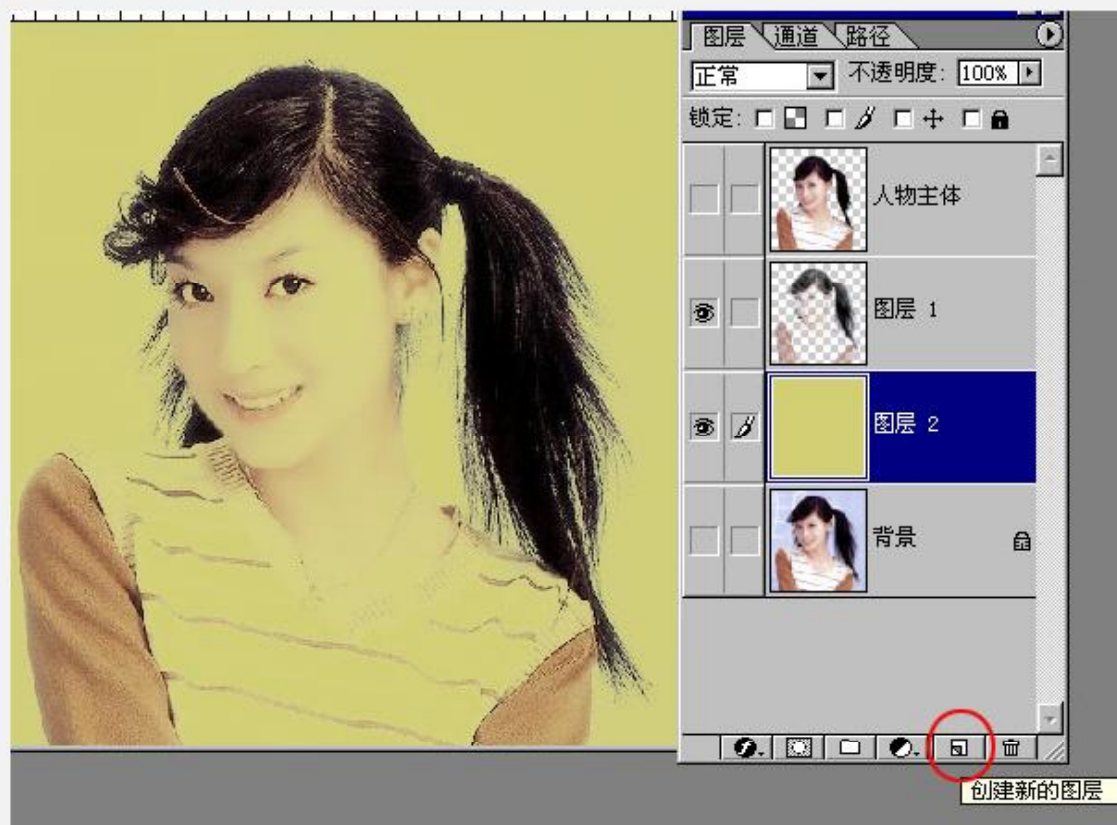 图层 通道 路径
正常 不透明度: 100%
锁定:
人物主体
图层 1
图层 2
背景
创建新的图层